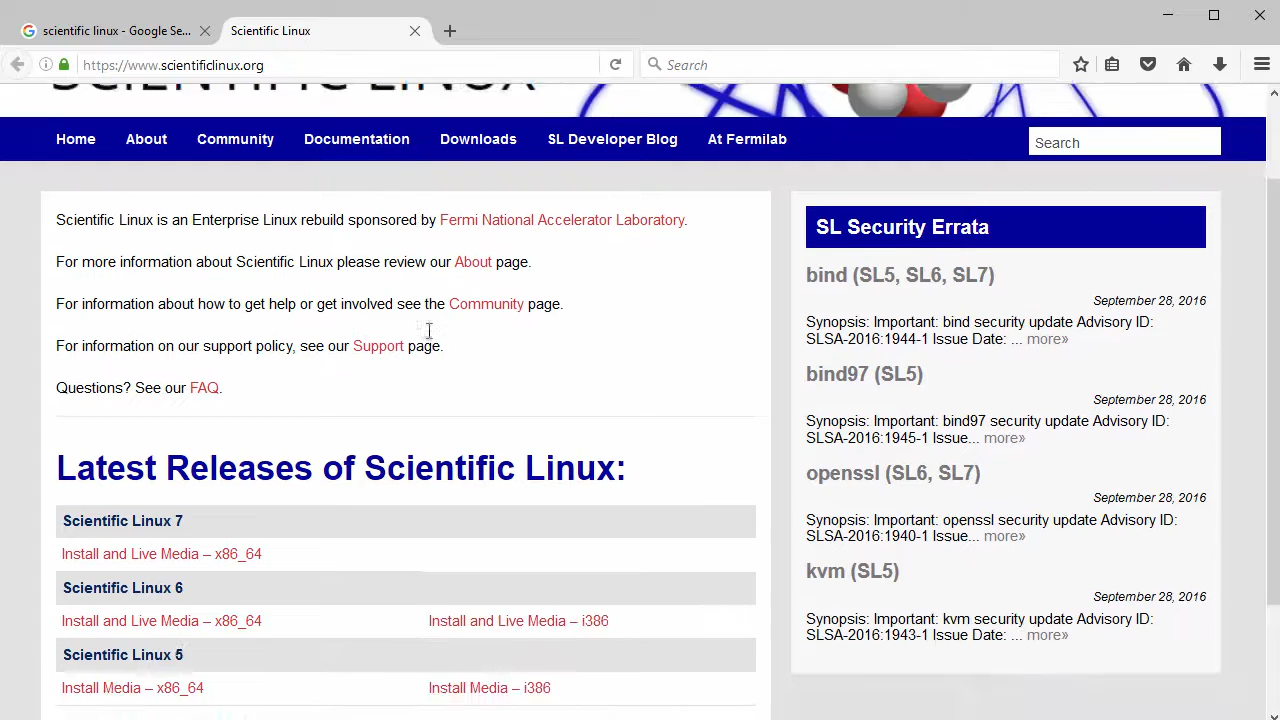 scientific linux - Google Se...
Scientific Linux
https://www.scientificlinux.org
Search
SCIENTIFIC LINUX
Home
About
Community
Documentation
Downloads
SL Developer Blog
At Fermilab
Search
Scientific Linux is an Enterprise Linux rebuild sponsored by Fermi National Accelerator Laboratory.
For more information about Scientific Linux please review our About page.
For information about how to get help or get involved see the Community page.
For information on our support policy, see our Support page.
Questions? See our FAQ.
Latest Releases of Scientific Linux:
Scientific Linux 7
Install and Live Media – x86_64
Scientific Linux 6
Install and Live Media – x86_64
Install and Live Media – i386
Scientific Linux 5
Install Media – x86_64
Install Media – i386
SL Security Errata
bind (SL5, SL6, SL7)
September 28, 2016
Synopsis: Important: bind security update Advisory ID:
SLSA-2016:1944-1 Issue Date: ... more»
bind97 (SL5)
September 28, 2016
Synopsis: Important: bind97 security update Advisory ID:
SLSA-2016:1945-1 Issue... more»
openssl (SL6, SL7)
September 28, 2016
Synopsis: Important: openssl security update Advisory ID:
SLSA-2016:1940-1 Issue... more»
kvm (SL5)
September 28, 2016
Synopsis: Important: kvm security update Advisory ID:
SLSA-2016:1943-1 Issue Date: ... more»